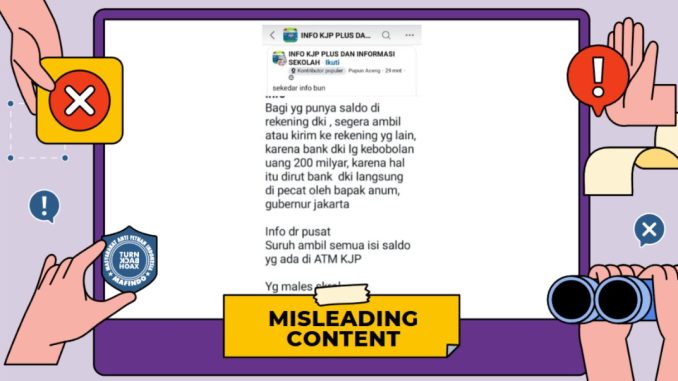 INFO KJP PLUS DA...
INFO KJP PLUS DAN INFORMASI
SEKOLAH Ikuti
Kontributor populer · Pupun Aceng · 29 mnt ·
sekedar info bun
Info
Bagi yg punya saldo di
rekening dki , segera ambil
atau kirim ke rekening yg lain,
karena bank dki lg kebobolan
uang 200 milyar, karena hal
itu dirut bank dki langsung
di pecat oleh bapak anum,
gubernur jakarta
Info dr pusat
Suruh ambil semua isi saldo
yg ada di ATM KJP
Yg males
MASYARAKAT ANTI FITNAH INDONESIA
TURN
BACK
HOAX
MAFINDO
MISLEADING
CONTENT